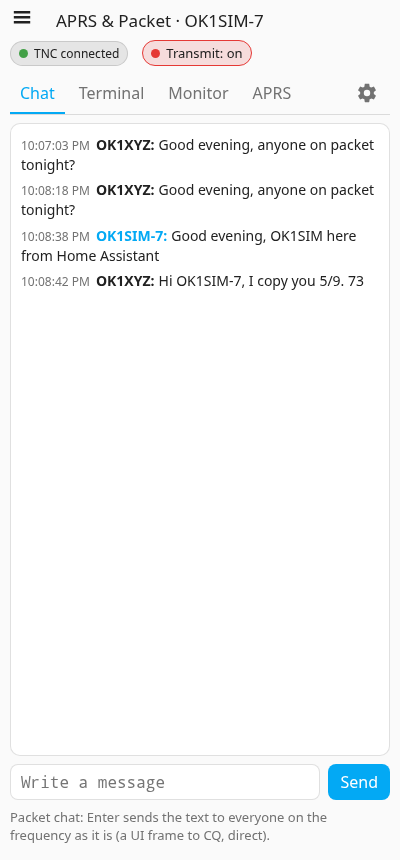 APRS & Packet · OK1SIM-7
TNC connected
Transmit: on
Chat
Terminal
Monitor
APRS
10:07:03 PM OK1XYZ: Good evening, anyone on packet
tonight?
10:08:18 PM OK1XYZ: Good evening, anyone on packet
tonight?
10:08:38 PM OK1SIM-7: Good evening, OK1SIM here
from Home Assistant
10:08:42 PM OK1XYZ: Hi OK1SIM-7, I copy you 5/9. 73
Write a message
Send
Packet chat: Enter sends the text to everyone on the
frequency as it is (a UI frame to CQ, direct).